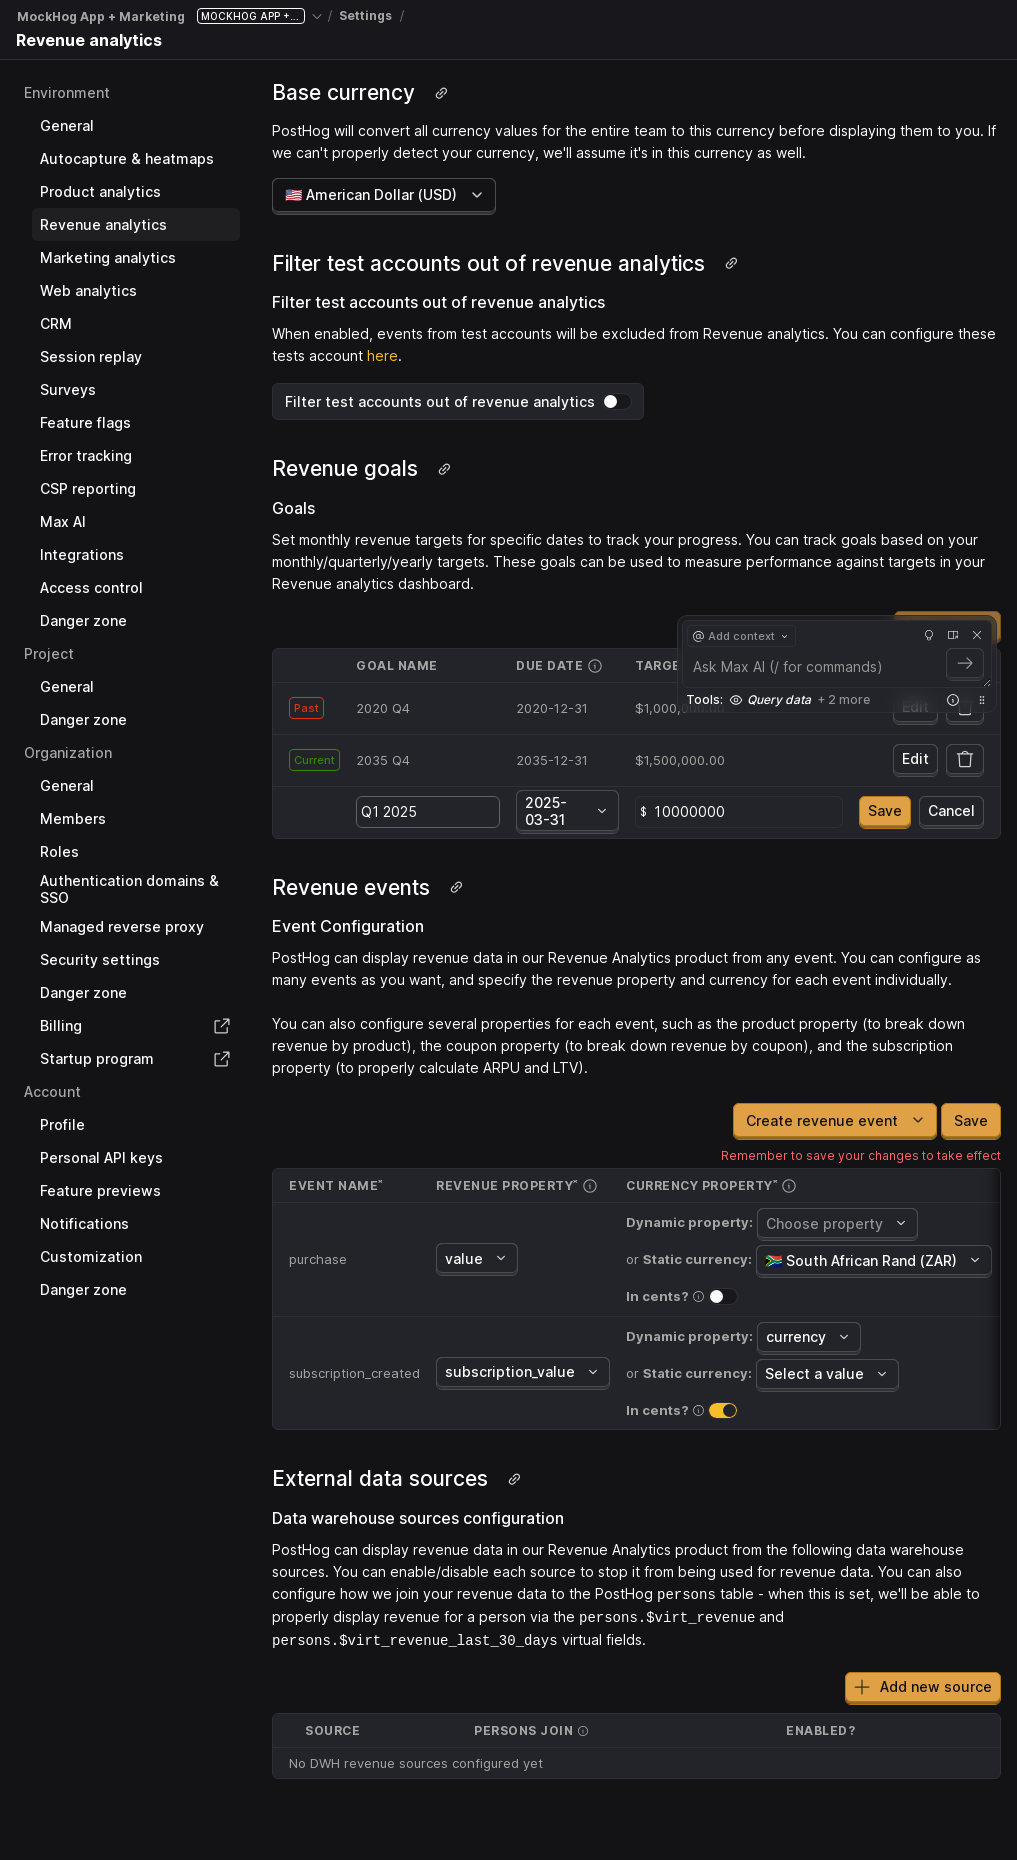 MockHog App + Marketing MOCKHOG APP +... / Settings /
Revenue analytics
Environment
General
Autocapture & heatmaps
Product analytics
Revenue analytics
Marketing analytics
Web analytics
CRM
Session replay
Surveys
Feature flags
Error tracking
CSP reporting
Max AI
Integrations
Access control
Danger zone
Project
General
Danger zone
Organization
General
Members
Roles
Authentication domains &
SSO
Managed reverse proxy
Security settings
Danger zone
Billing
Startup program
Account
Profile
Personal API keys
Feature previews
Notifications
Customization
Danger zone
Base currency
PostHog will convert all currency values for the entire team to this currency before displaying them to you. If
we can't properly detect your currency, we'll assume it's in this currency as well.
American Dollar (USD)
Filter test accounts out of revenue analytics
Filter test accounts out of revenue analytics
When enabled, events from test accounts will be excluded from Revenue analytics. You can configure these
tests account here.
Filter test accounts out of revenue analytics
Revenue goals
Goals
Set monthly revenue targets for specific dates to track your progress. You can track goals based on your
monthly/quarterly/yearly targets. These goals can be used to measure performance against targets in your
Revenue analytics dashboard.
@ Add context
Ask Max AI (/ for commands)
Tools: Query data + 2 more
GOAL NAME DUE DATE TARGE
Past 2020 Q4 2020-12-31 $1,000,000.00 Edit
Current 2035 Q4 2035-12-31 $1,500,000.00 Edit
Q1 2025 2025-
03-31 $ 10000000 Save Cancel
Revenue events
Event Configuration
PostHog can display revenue data in our Revenue Analytics product from any event. You can configure as
many events as you want, and specify the revenue property and currency for each event individually.
You can also configure several properties for each event, such as the product property (to break down
revenue by product), the coupon property (to break down revenue by coupon), and the subscription
property (to properly calculate ARPU and LTV).
Create revenue event Save
Remember to save your changes to take effect
EVENT NAME* REVENUE PROPERTY* CURRENCY PROPERTY*
purchase value
Dynamic property: Choose property
or Static currency: South African Rand (ZAR)
In cents?
subscription_created subscription_value
Dynamic property: currency
or Static currency: Select a value
In cents?
External data sources
Data warehouse sources configuration
PostHog can display revenue data in our Revenue Analytics product from the following data warehouse
sources. You can enable/disable each source to stop it from being used for revenue data. You can also
configure how we join your revenue data to the PostHog persons table - when this is set, we'll be able to
properly display revenue for a person via the persons.$virt_revenue and
persons.$virt_revenue_last_30_days virtual fields.
Add new source
SOURCE PERSONS JOIN ENABLED?
No DWH revenue sources configured yet